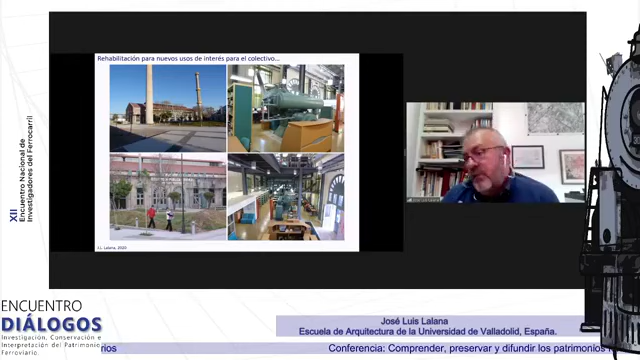 Rehabilitación para nuevos usos de interés para el colectivo...
J.L. Lalana, 2020
XII
Encuentro Nacional de
Investigadores del Ferrocarril
ENCUENTRO
DIÁLOGOS
Investigación, Conservación e
Interpretación del Patrimonio
Ferroviario.
José Luis Lalana
Escuela de Arquitectura de la Universidad de Valladolid, España.
nios
Conferencia: Comprender, preservar y difundir los patrimonios